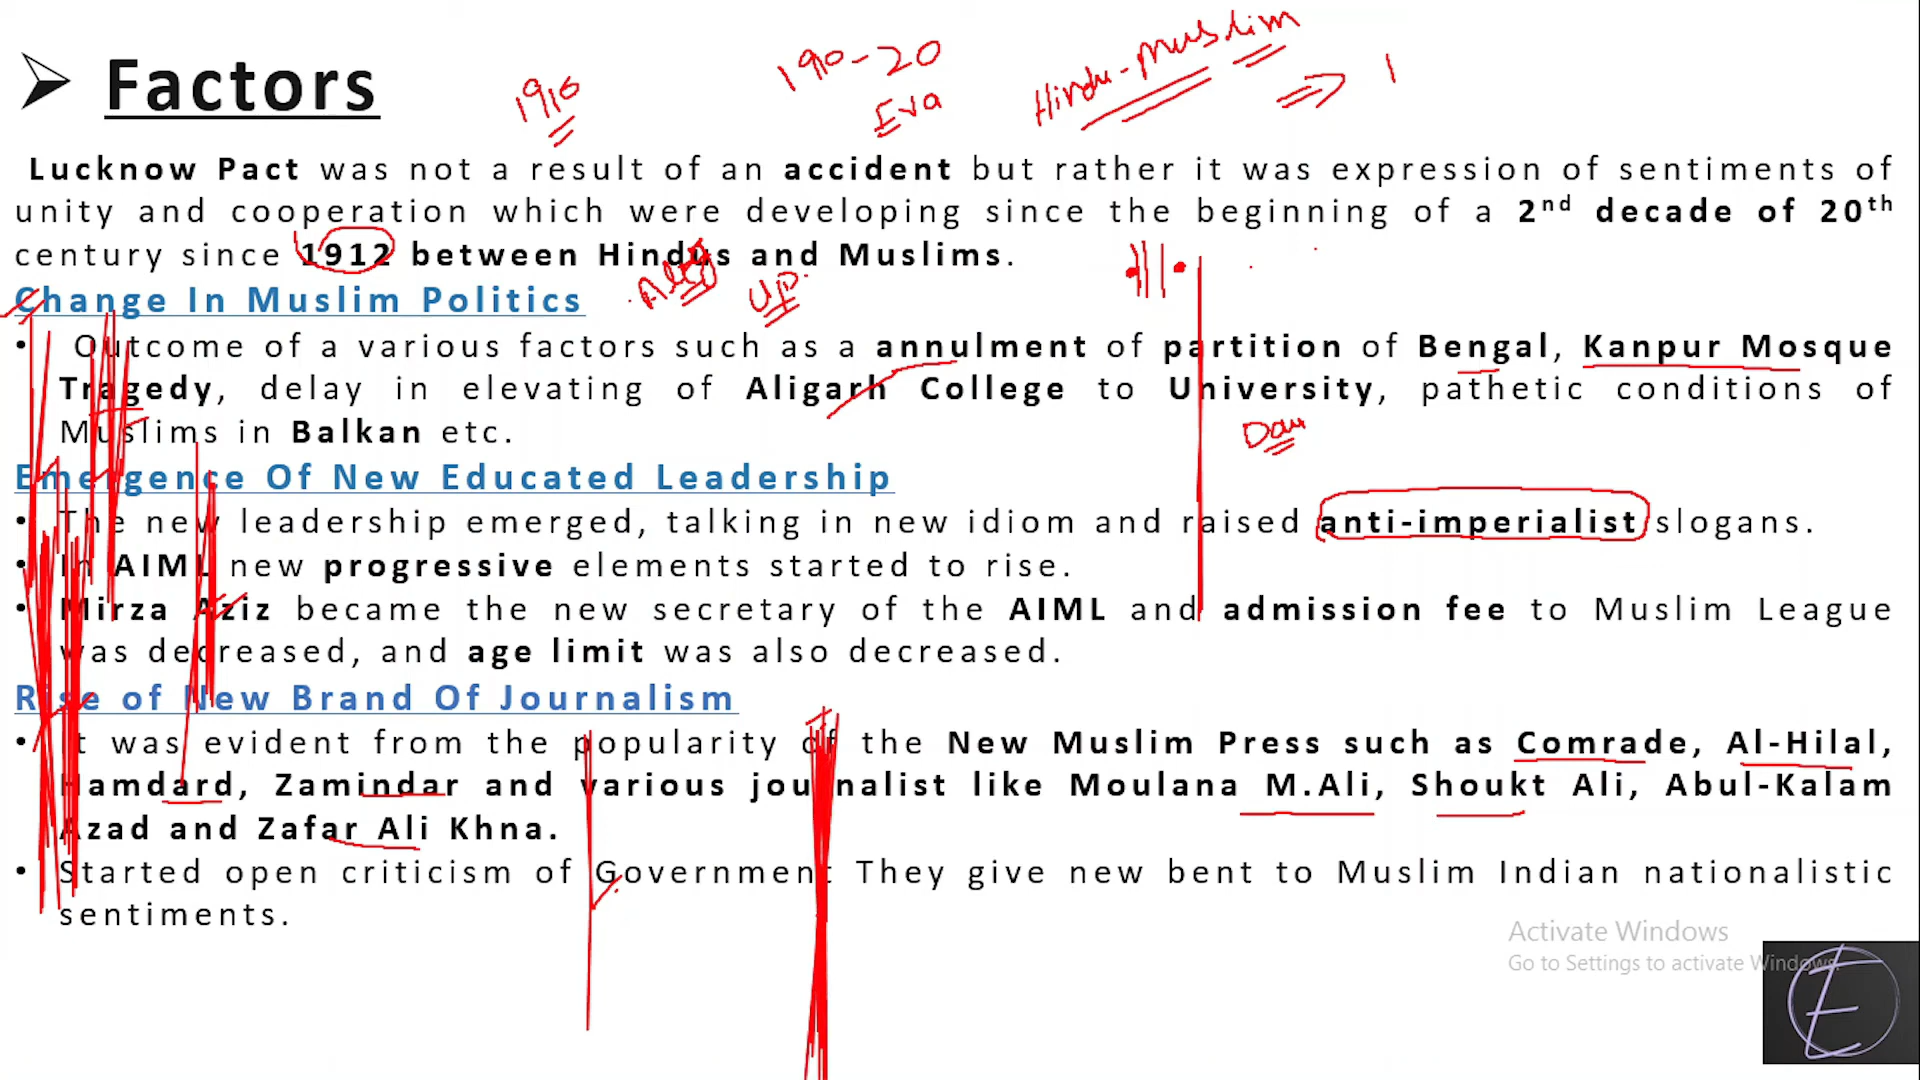 Factors
1916
190-20
Era
Hindu-Muslim
Lucknow Pact was not a result of an accident but rather it was expression of sentiments of
unity and cooperation which were developing since the beginning of a 2nd decade of 20th
century since 1912 between Hindus and Muslims.
UP
Change In Muslim Politics
• Outcome of a various factors such as a annulment of partition of Bengal, Kanpur Mosque
Tragedy, delay in elevating of Aligarh College to University, pathetic conditions of
Muslims in Balkan etc.
Emergence Of New Educated Leadership
• The new leadership emerged, talking in new idiom and raised anti-imperialist slogans.
• In AIML new progressive elements started to rise.
• Mirza Aziz became the new secretary of the AIML and admission fee to Muslim League
was decreased, and age limit was also decreased.
Rise of New Brand Of Journalism
• It was evident from the popularity of the New Muslim Press such as Comrade, Al-Hilal,
Hamdard, Zamindar and various journalist like Moulana M.Ali, Shoukt Ali, Abul-Kalam
Azad and Zafar Ali Khna.
• Started open criticism of Government They give new bent to Muslim Indian nationalistic
sentiments.
Activate Windows
Go to Settings to activate Windows.